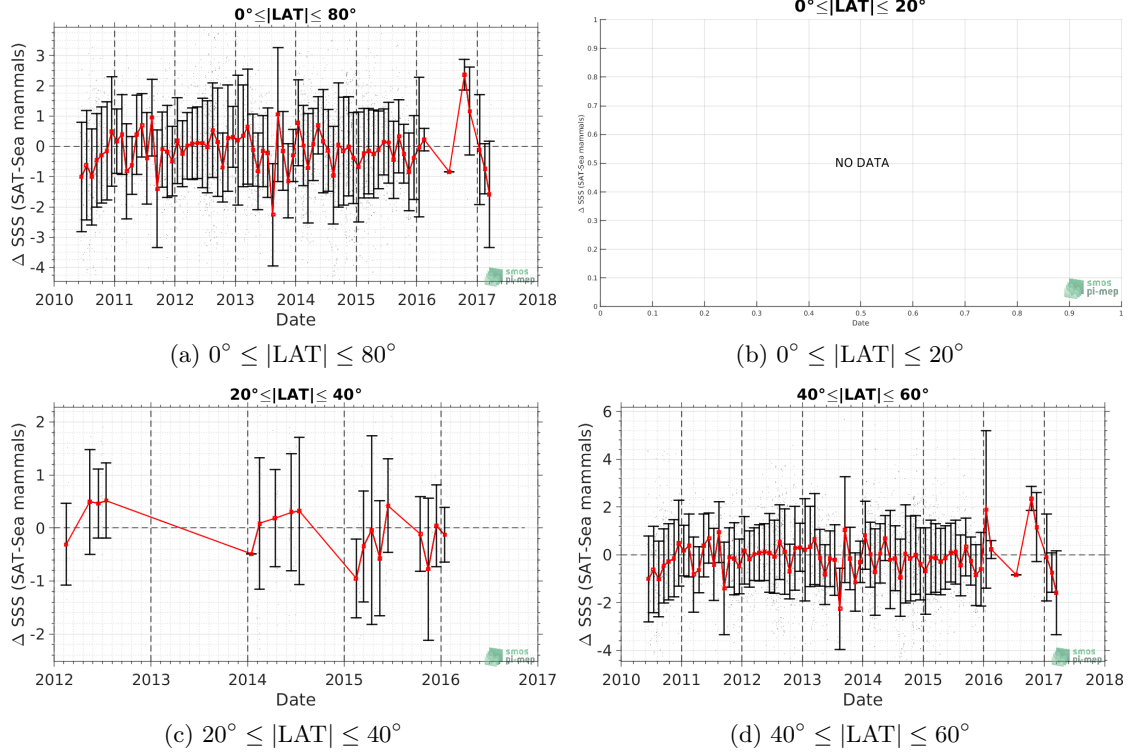 0°≤|LAT|≤ 80°
Δ SSS (SAT-Sea mammals)
3
2
1
0
-1
-2
-3
-4
2010 2011 2012 2013 2014 2015 2016 2017 2018
Date
smos
pi-mep
(a) 0° ≤ |LAT| ≤ 80°
0°≤|LAT|≤ 20°
Δ SSS (SAT-Sea mammals)
1
0.9
0.8
0.7
0.6
0.5
0.4
0.3
0.2
0.1
0
NO DATA
0 0.1 0.2 0.3 0.4 0.5 0.6 0.7 0.8 0.9 1
Date
smos
pi-mep
(b) 0° ≤ |LAT| ≤ 20°
20°≤|LAT|≤ 40°
Δ SSS (SAT-Sea mammals)
2
1
0
-1
-2
2012 2013 2014 2015 2016 2017
Date
smos
pi-mep
(c) 20° ≤ |LAT| ≤ 40°
40°≤|LAT|≤ 60°
Δ SSS (SAT-Sea mammals)
6
4
2
0
-2
-4
2010 2011 2012 2013 2014 2015 2016 2017 2018
Date
smos
pi-mep
(d) 40° ≤ |LAT| ≤ 60°